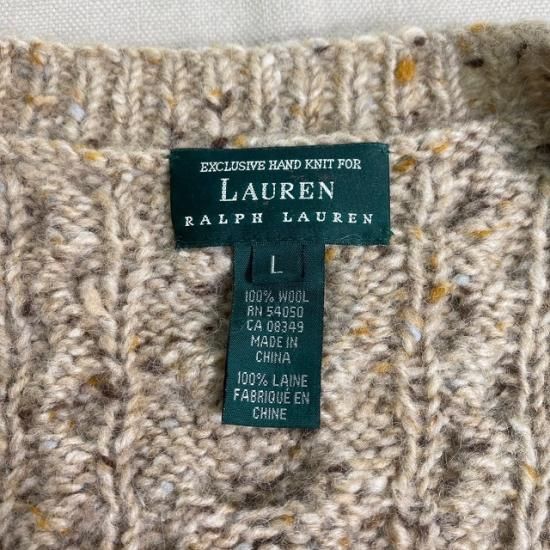 EXCLUSIVE HAND KNIT FOR
LAUREN
RALPH LAUREN
L
100% WOOL
RN 54050
CA 08349
MADE IN
CHINA
100% LAINE
FABRIQUÉ EN
CHINE